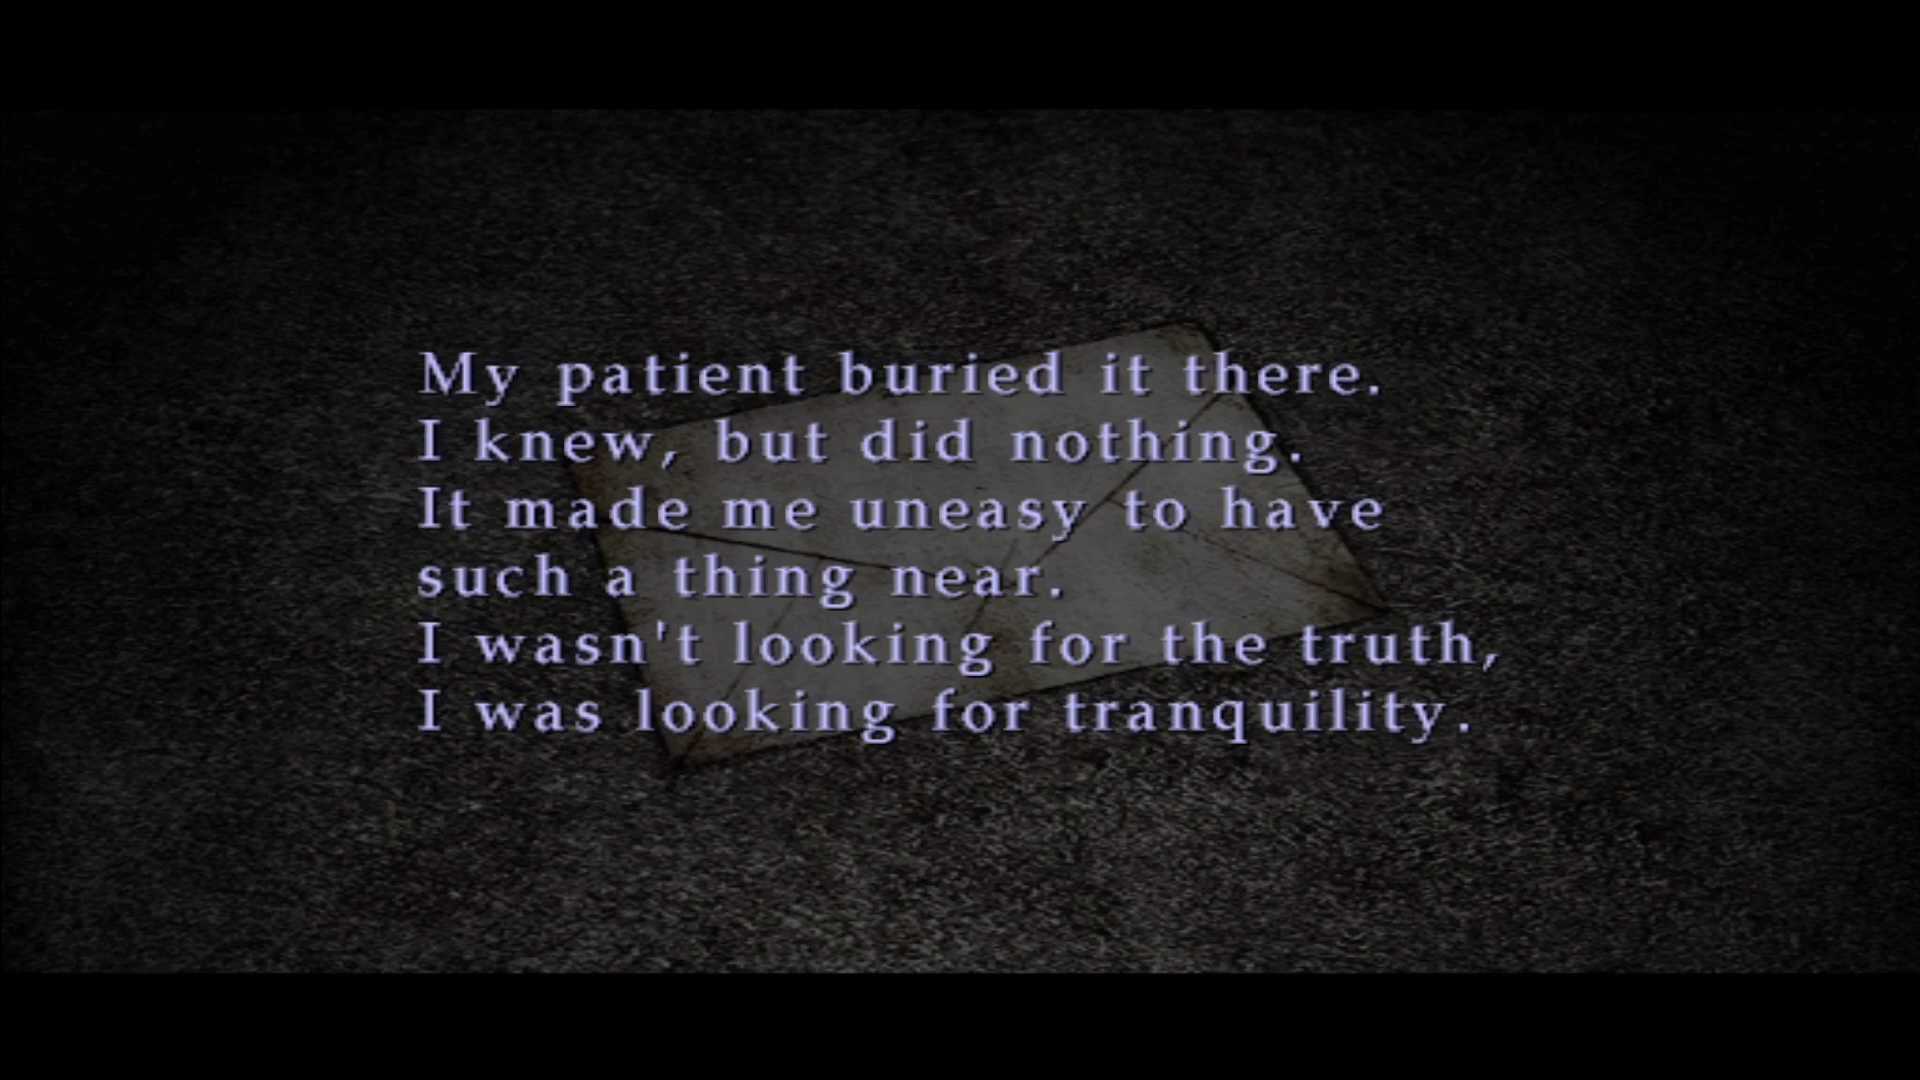 My patient buried it there.
I knew, but did nothing.
It made me uneasy to have
such a thing near.
I wasn't looking for the truth,
I was looking for tranquility.